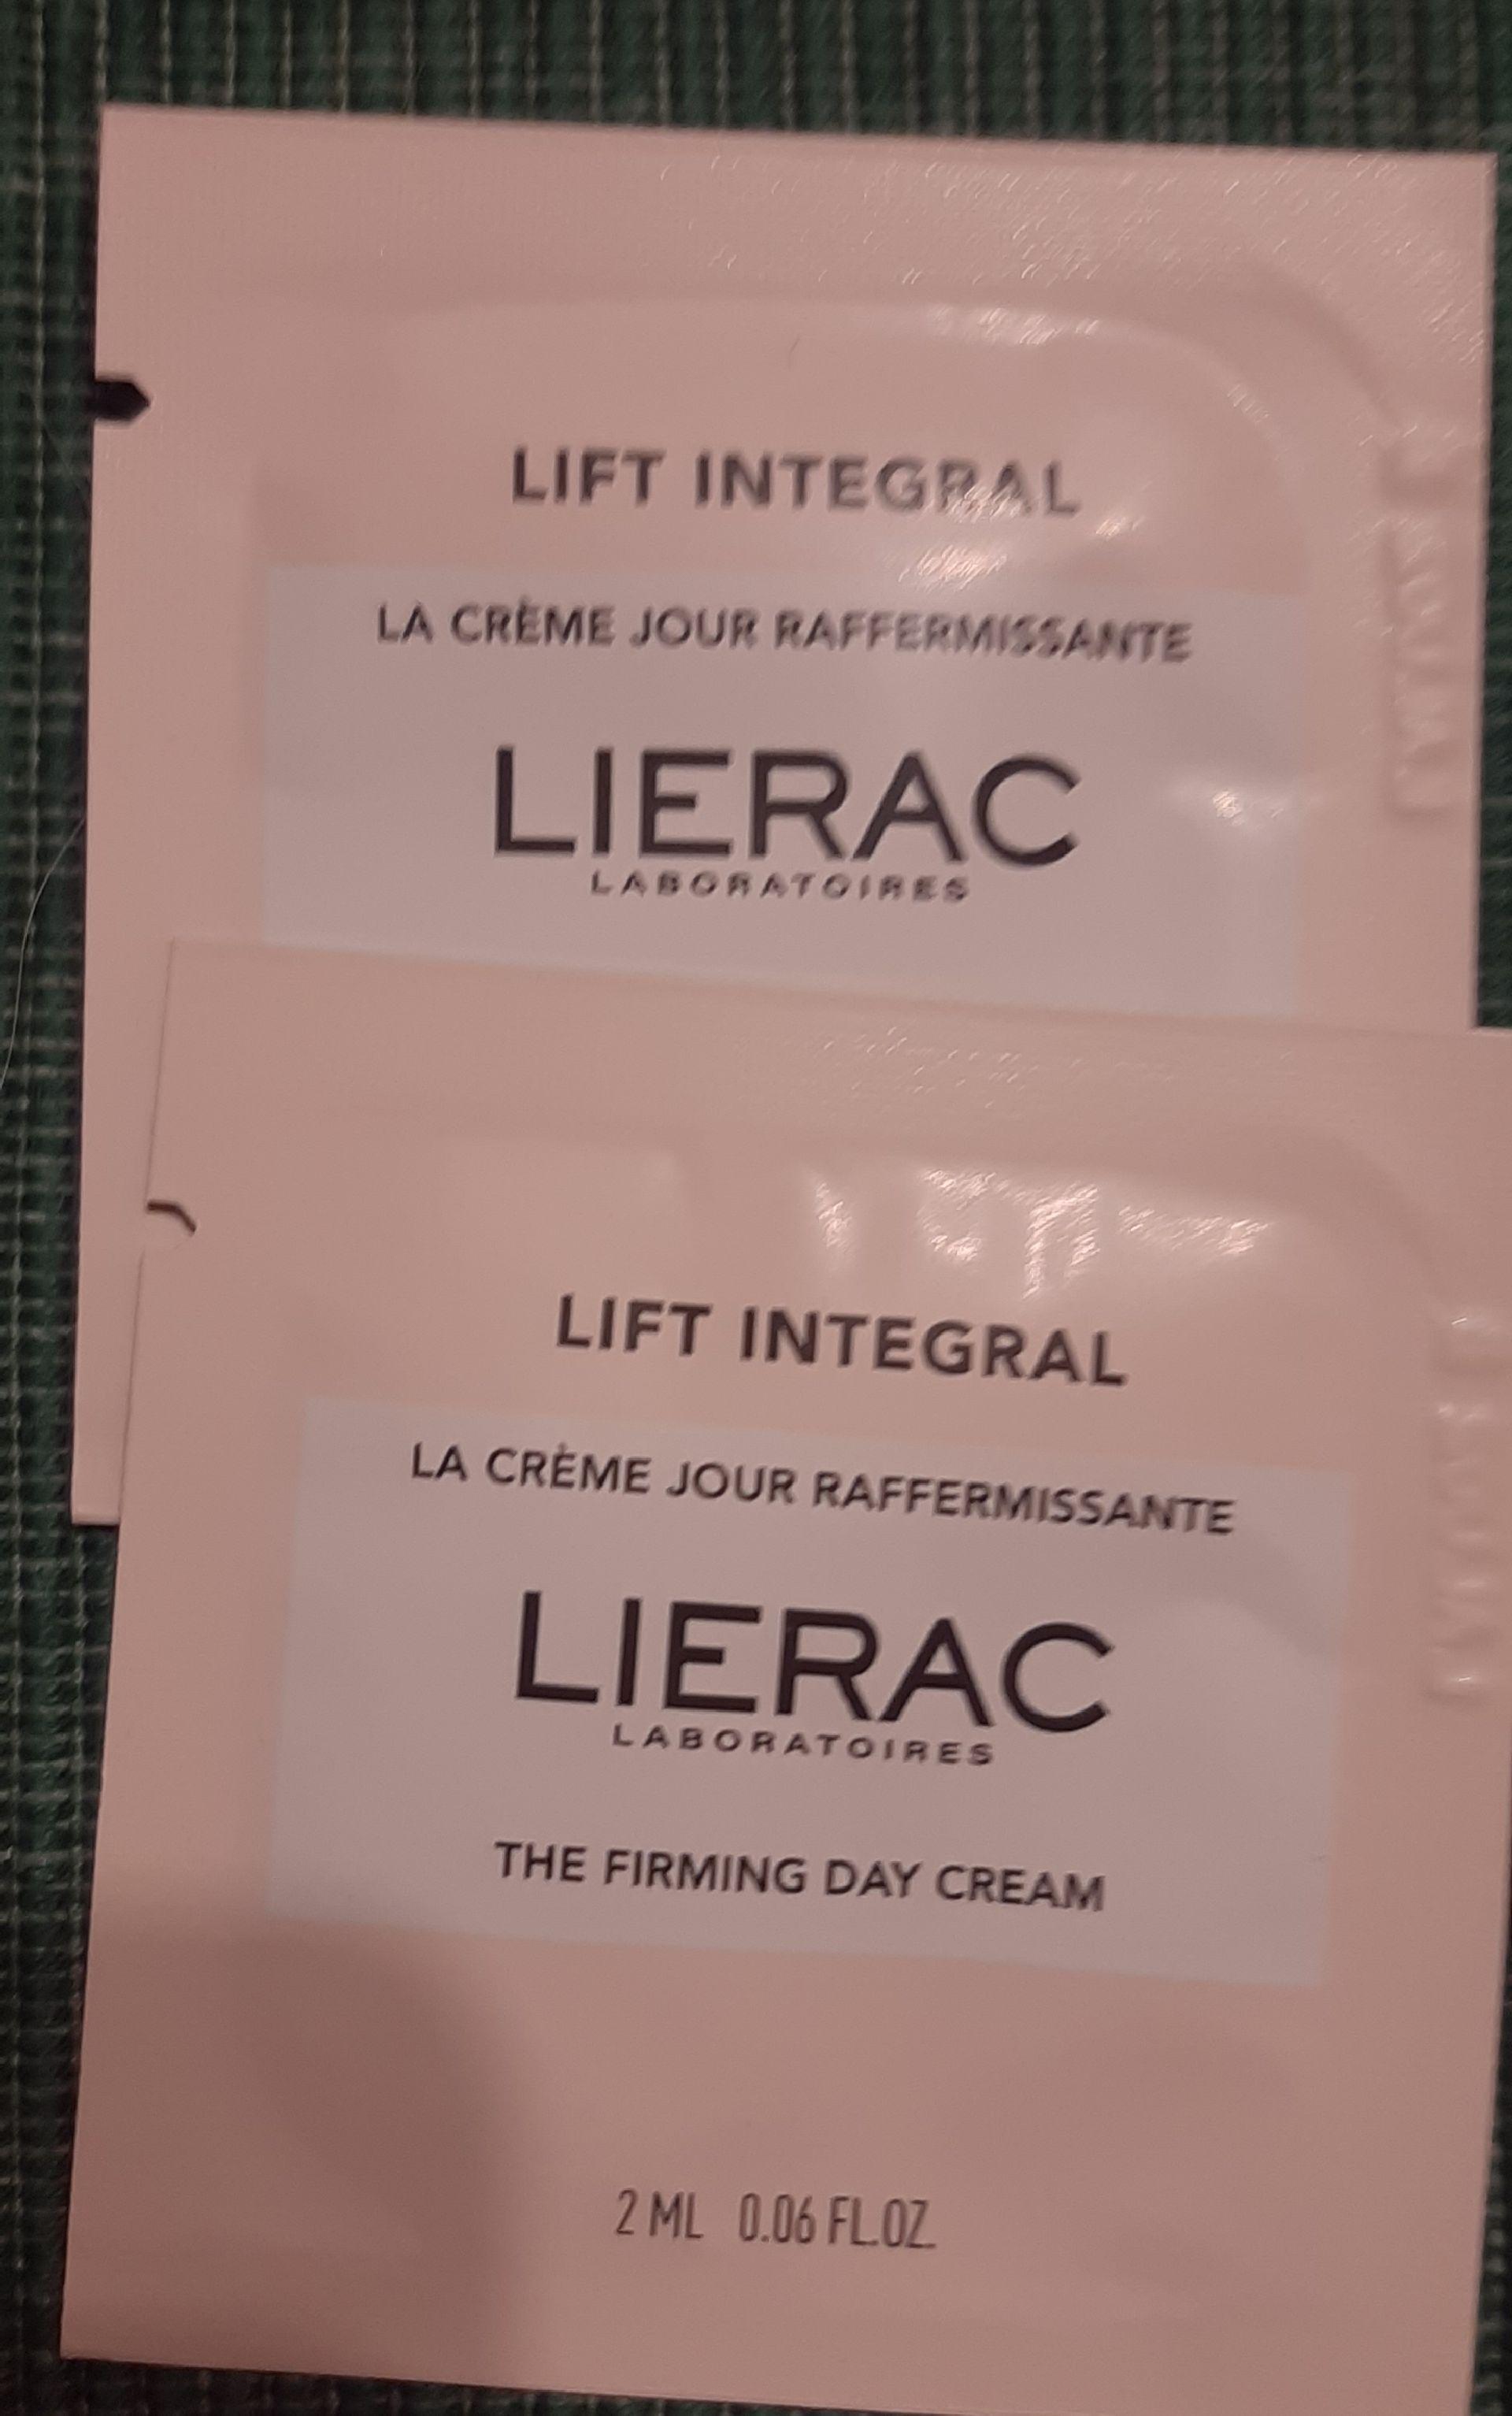 LIFT INTEGRAL
LA CRÈME JOUR RAFFERMISSANTE
LIERAC
LABORATOIRES
LIFT INTEGRAL
LA CRÈME JOUR RAFFERMISSANTE
LIERAC
LABORATOIRES
THE FIRMING DAY CREAM
2 ML 0.06 FL.OZ.